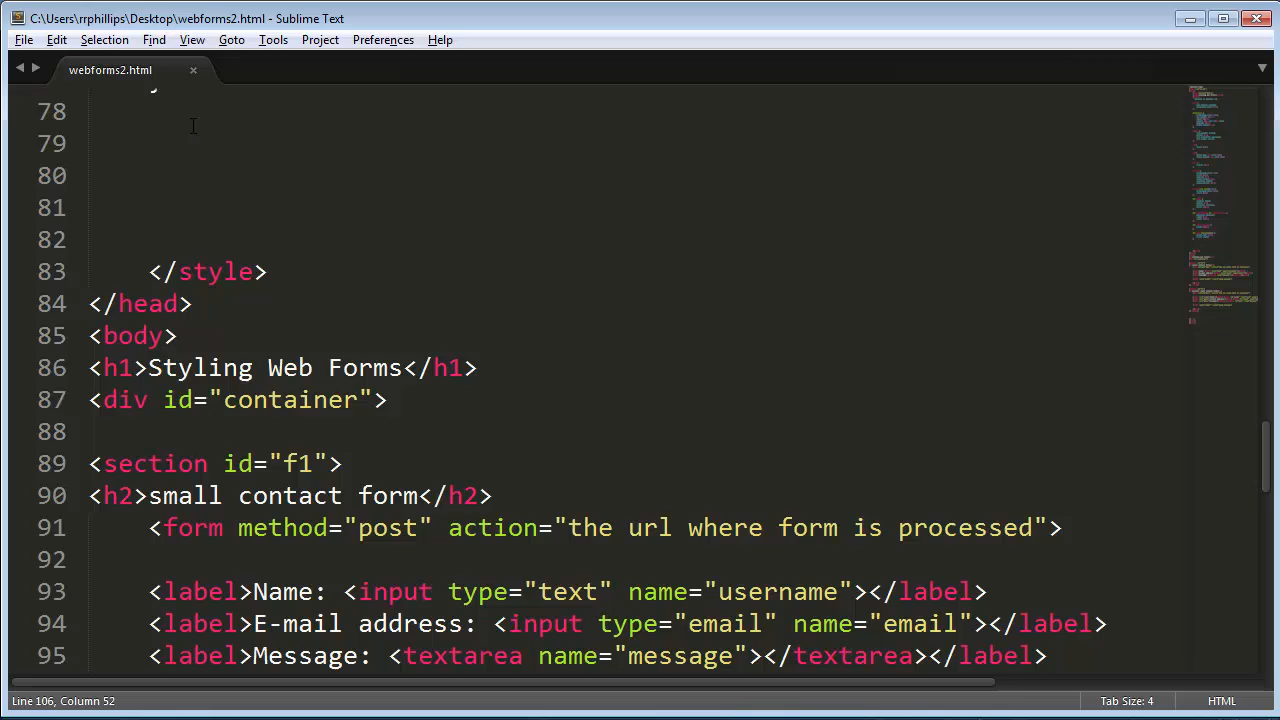 C:\Users\rrphillips\Desktop\webforms2.html - Sublime Text
File Edit Selection Find View Goto Tools Project Preferences Help
webforms2.html
78 }
79
80
81
82
83 </style>
84 </head>
85 <body>
86 <h1>Styling Web Forms</h1>
87 <div id="container">
88
89 <section id="f1">
90 <h2>small contact form</h2>
91 <form method="post" action="the url where form is processed">
92
93 <label>Name: <input type="text" name="username"></label>
94 <label>E-mail address: <input type="email" name="email"></label>
95 <label>Message: <textarea name="message"></textarea></label>
Line 106, Column 52 Tab Size: 4 HTML